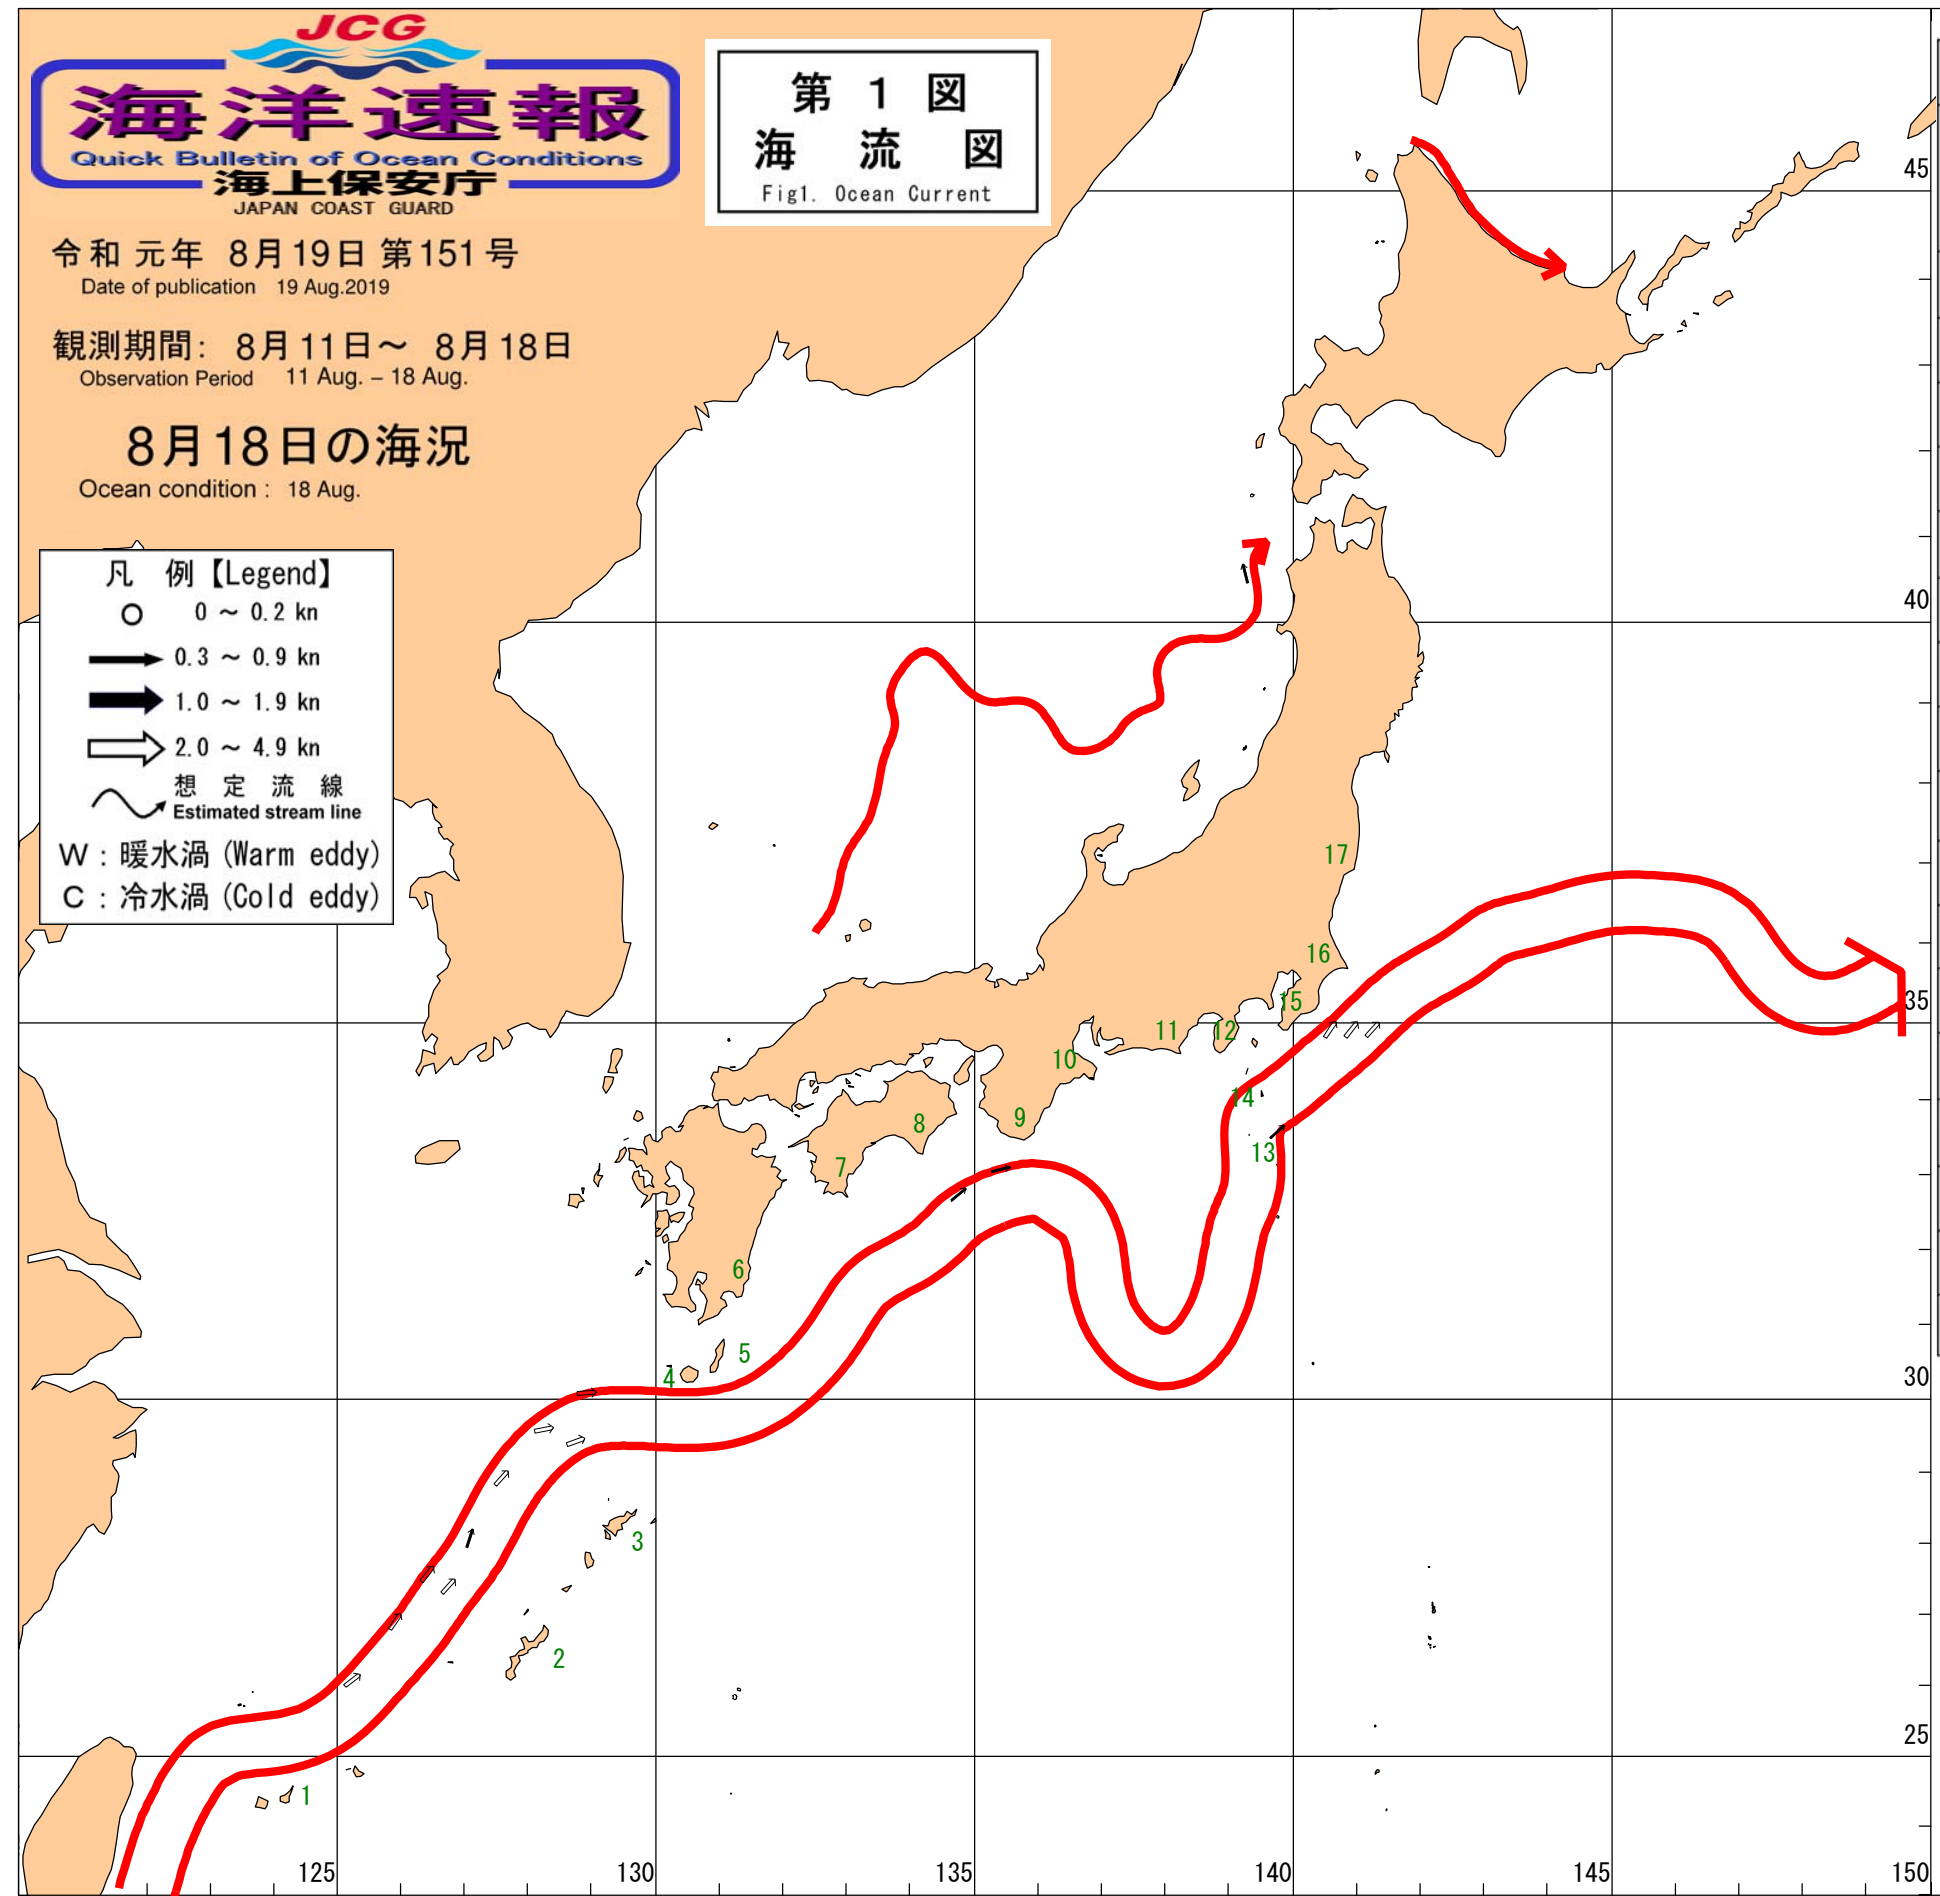 JCG
海洋速報
Quick Bulletin of Ocean Conditions
海上保安庁
JAPAN COAST GUARD
第 1 図
海 流 図
Fig1. Ocean Current
令和 元年 8月19日 第151号
Date of publication 19 Aug.2019
観測期間: 8月11日～ 8月18日
Observation Period 11 Aug. – 18 Aug.
8月18日の海況
Ocean condition : 18 Aug.
凡 例【Legend】
0 ～ 0.2 kn
0.3 ～ 0.9 kn
1.0 ～ 1.9 kn
2.0 ～ 4.9 kn
想 定 流 線
Estimated stream line
W : 暖水渦 (Warm eddy)
C : 冷水渦 (Cold eddy)
45
40
17
16
35
15
12
11
10
14
9
8
13
7
6
5
4
30
3
2
25
1
125
130
135
140
145
150